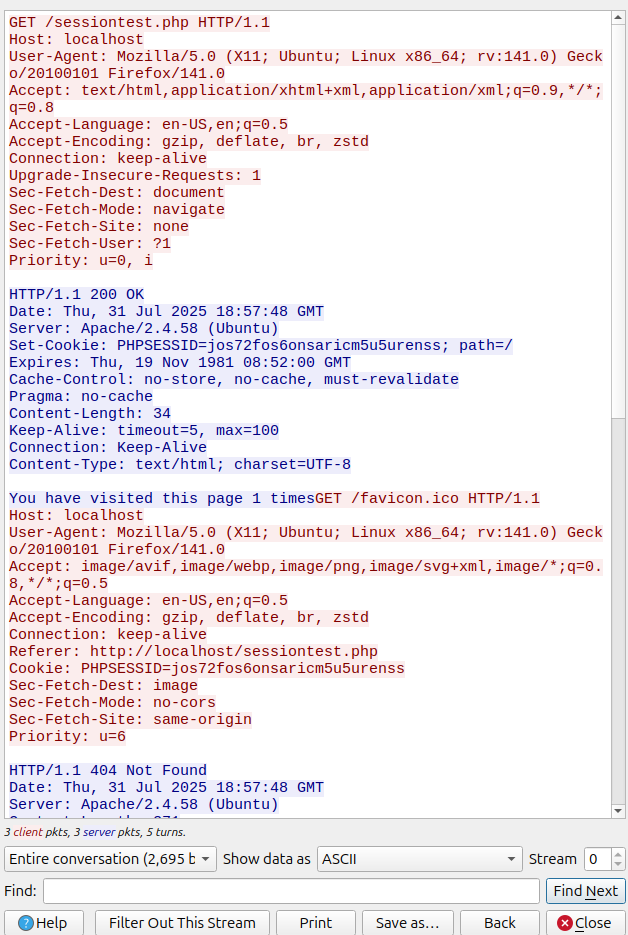 GET /sessiontest.php HTTP/1.1
Host: localhost
User-Agent: Mozilla/5.0 (X11; Ubuntu; Linux x86_64; rv:141.0) Geck
o/20100101 Firefox/141.0
Accept: text/html,application/xhtml+xml,application/xml;q=0.9,*/*;
q=0.8
Accept-Language: en-US,en;q=0.5
Accept-Encoding: gzip, deflate, br, zstd
Connection: keep-alive
Upgrade-Insecure-Requests: 1
Sec-Fetch-Dest: document
Sec-Fetch-Mode: navigate
Sec-Fetch-Site: none
Sec-Fetch-User: ?1
Priority: u=0, i
HTTP/1.1 200 OK
Date: Thu, 31 Jul 2025 18:57:48 GMT
Server: Apache/2.4.58 (Ubuntu)
Set-Cookie: PHPSESSID=jos72fos6onsaricm5u5urenss; path=/
Expires: Thu, 19 Nov 1981 08:52:00 GMT
Cache-Control: no-store, no-cache, must-revalidate
Pragma: no-cache
Content-Length: 34
Keep-Alive: timeout=5, max=100
Connection: Keep-Alive
Content-Type: text/html; charset=UTF-8
You have visited this page 1 timesGET /favicon.ico HTTP/1.1
Host: localhost
User-Agent: Mozilla/5.0 (X11; Ubuntu; Linux x86_64; rv:141.0) Geck
o/20100101 Firefox/141.0
Accept: image/avif,image/webp,image/png,image/svg+xml,image/*;q=0.
8,*/*;q=0.5
Accept-Language: en-US,en;q=0.5
Accept-Encoding: gzip, deflate, br, zstd
Connection: keep-alive
Referer: http://localhost/sessiontest.php
Cookie: PHPSESSID=jos72fos6onsaricm5u5urenss
Sec-Fetch-Dest: image
Sec-Fetch-Mode: no-cors
Sec-Fetch-Site: same-origin
Priority: u=6
HTTP/1.1 404 Not Found
Date: Thu, 31 Jul 2025 18:57:48 GMT
Server: Apache/2.4.58 (Ubuntu)
3 client pkts, 3 server pkts, 5 turns.
Entire conversation (2,695 b Show data as ASCII Stream 0
Find: Find Next
Help Filter Out This Stream Print Save as… Back Close